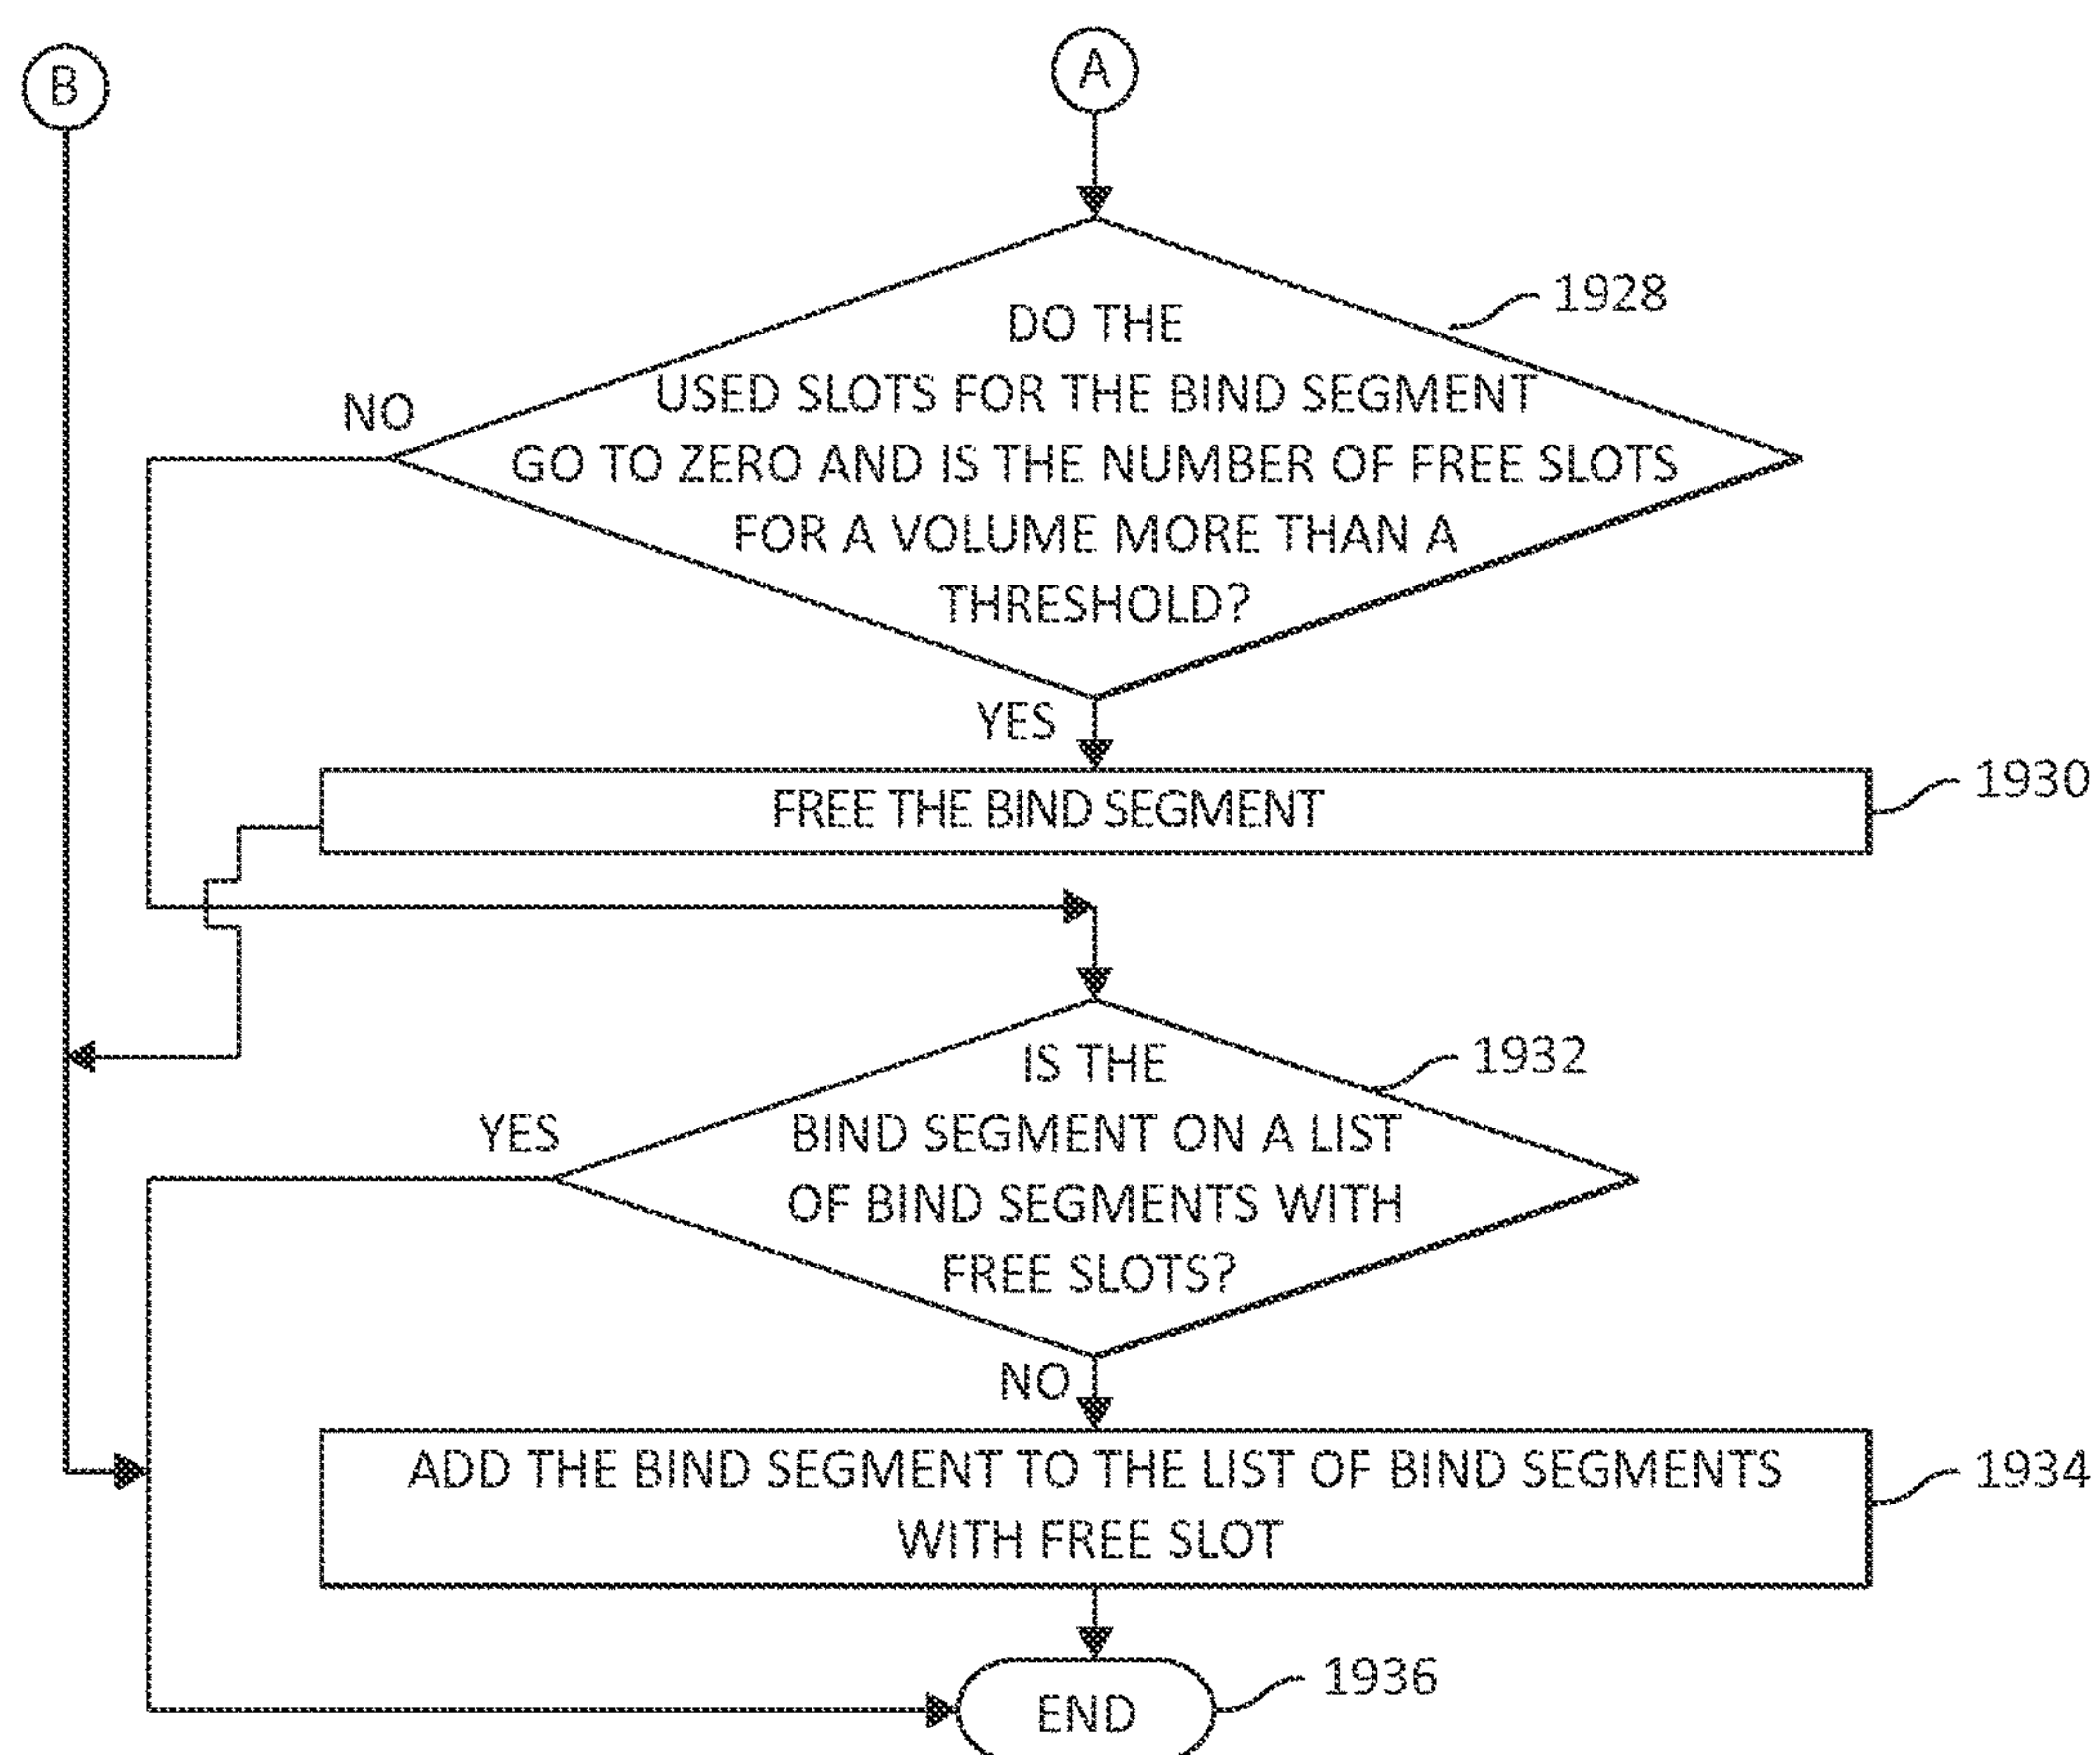 B
A
1928
DO THE
USED SLOTS FOR THE BIND SEGMENT
GO TO ZERO AND IS THE NUMBER OF FREE SLOTS
FOR A VOLUME MORE THAN A
THRESHOLD?
NO
YES
FREE THE BIND SEGMENT
1930
IS THE
BIND SEGMENT ON A LIST
OF BIND SEGMENTS WITH
FREE SLOTS?
1932
YES
NO
ADD THE BIND SEGMENT TO THE LIST OF BIND SEGMENTS
WITH FREE SLOT
1934
END
1936